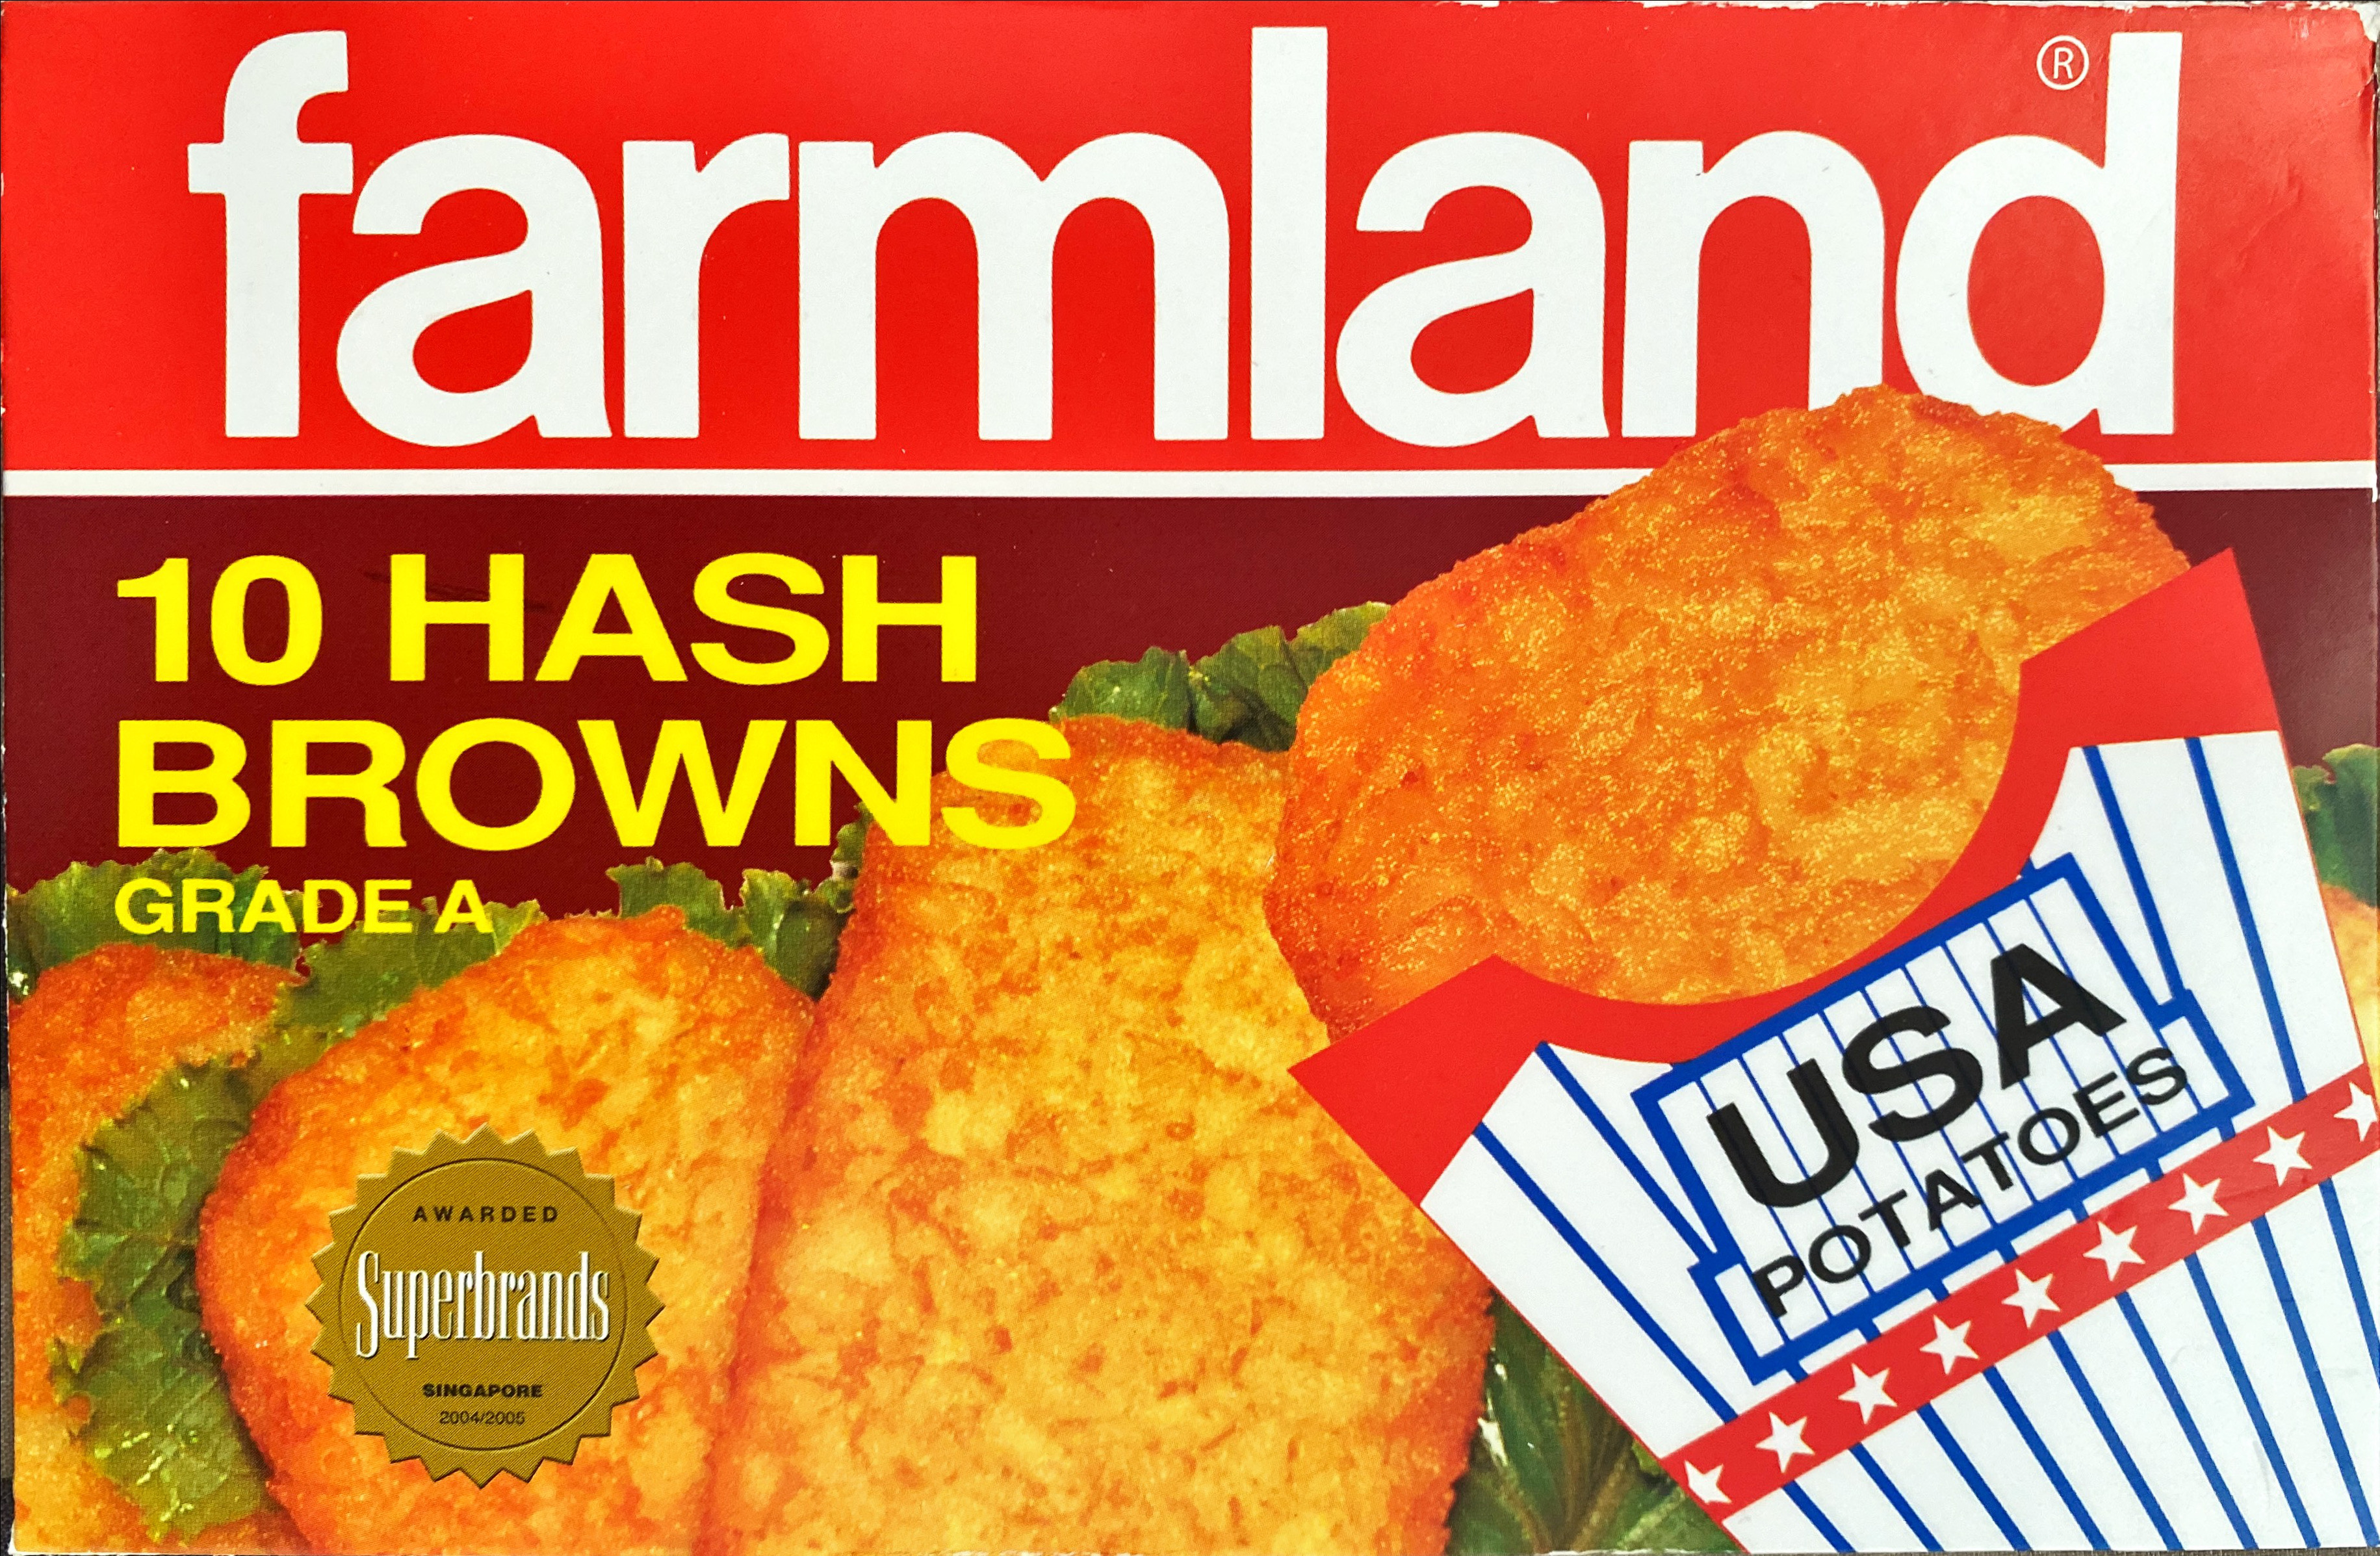 farmland®
10 HASH
BROWNS
GRADE A
USA
POTATOES
AWARDED
Superbrands
SINGAPORE
2004/2005